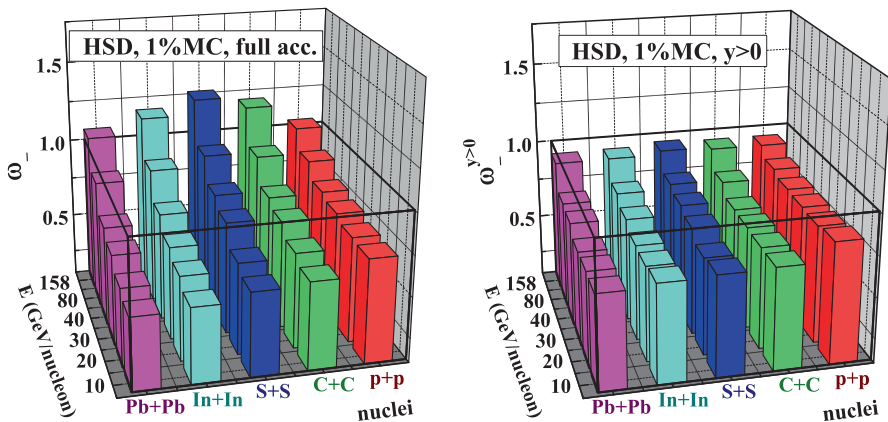 HSD, 1%MC, full acc.
1.5
1.0
0.5
ω_
158
80
40
30
20
10
E (GeV/nucleon)
Pb+Pb
In+In
S+S
C+C
p+p
nuclei
HSD, 1%MC, y>0
1.5
1.0
0.5
ω_ y>0
158
80
40
30
20
10
E (GeV/nucleon)
Pb+Pb
In+In
S+S
C+C
p+p
nuclei